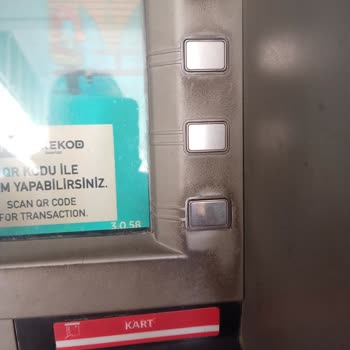 QR KODU İLE
YAPABİLİRSİNİZ.
SCAN QR CODE
FOR TRANSACTION.
3.0.58
KART